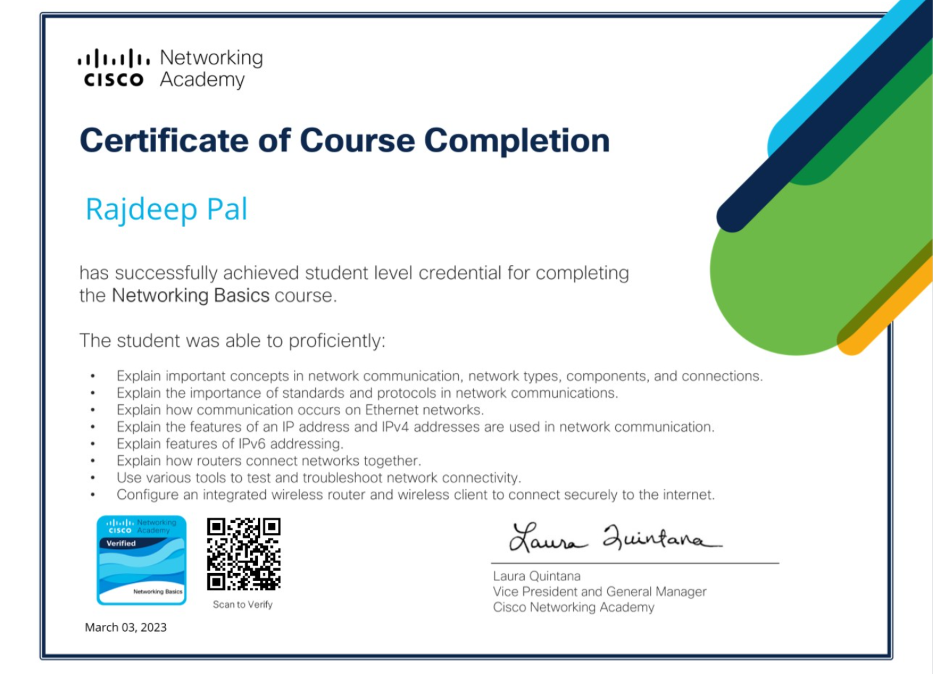 Networking
CISCO Academy
Certificate of Course Completion
Rajdeep Pal
has successfully achieved student level credential for completing
the Networking Basics course.
The student was able to proficiently:
• Explain important concepts in network communication, network types, components, and connections.
• Explain the importance of standards and protocols in network communications.
• Explain how communication occurs on Ethernet networks.
• Explain the features of an IP address and IPv4 addresses are used in network communication.
• Explain features of IPv6 addressing.
• Explain how routers connect networks together.
• Use various tools to test and troubleshoot network connectivity.
• Configure an integrated wireless router and wireless client to connect securely to the internet.
Networking
CISCO Academy
Verified
Networking Basics
Scan to Verify
March 03, 2023
Laura Quintana
Laura Quintana
Vice President and General Manager
Cisco Networking Academy